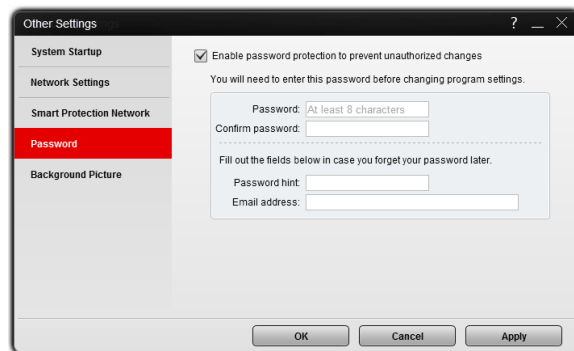 Other Settings
?
System Startup
Network Settings
Smart Protection Network
Password
Background Picture
Enable password protection to prevent unauthorized changes
You will need to enter this password before changing program settings.
Password: At least 8 characters
Confirm password:
Fill out the fields below in case you forget your password later.
Password hint:
Email address:
OK Cancel Apply